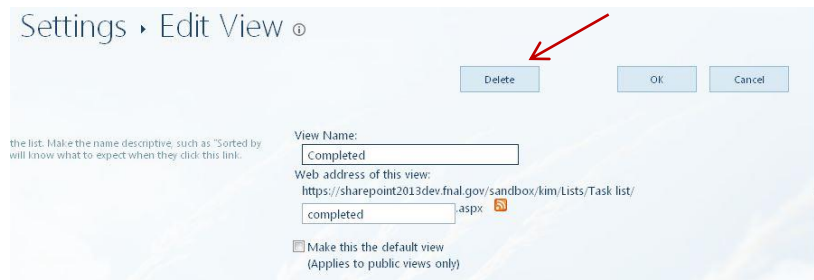 Settings ▸ Edit View
Delete
OK
Cancel
the list. Make the name descriptive, such as "Sorted by
will know what to expect when they click this link.
View Name:
Completed
Web address of this view:
https://sharepoint2013dev.fnal.gov/sandbox/kim/Lists/Task list/
completed .aspx
Make this the default view
(Applies to public views only)